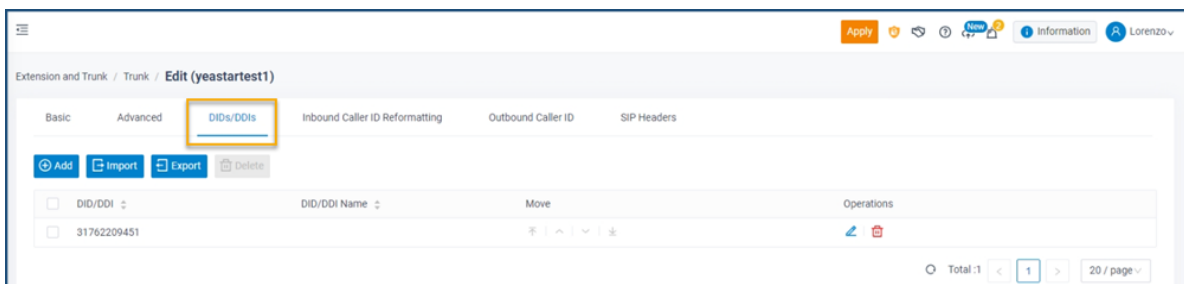 Apply New 2 Information Lorenzo
Extension and Trunk / Trunk / Edit (yeastartest1)
Basic Advanced DIDs/DDIs Inbound Caller ID Reformatting Outbound Caller ID SIP Headers
Add Import Export Delete
DID/DDI DID/DDI Name Move Operations
31762209451
Total :1 < 1 > 20 / page